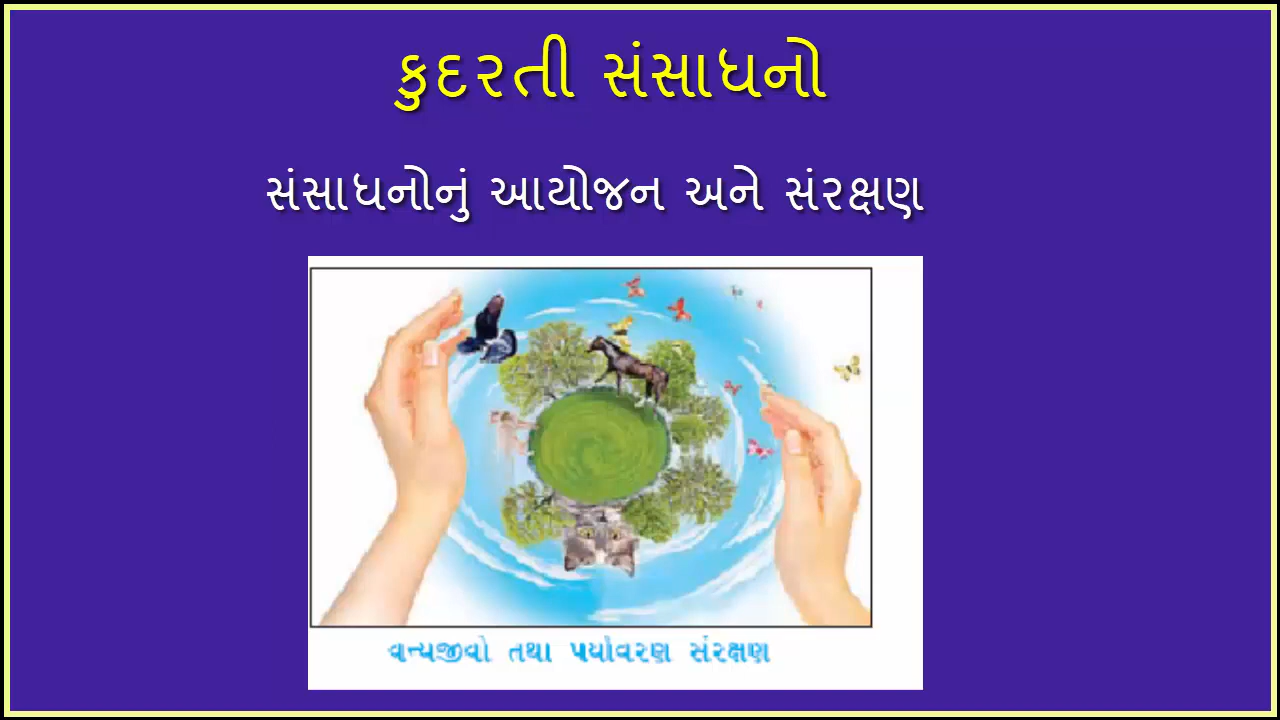 કુદરતી સંસાધનો
સંસાધનોનું આયોજન અને સંરક્ષણ
વન્યજીવો તથા પર્યાવરણ સંરક્ષણ